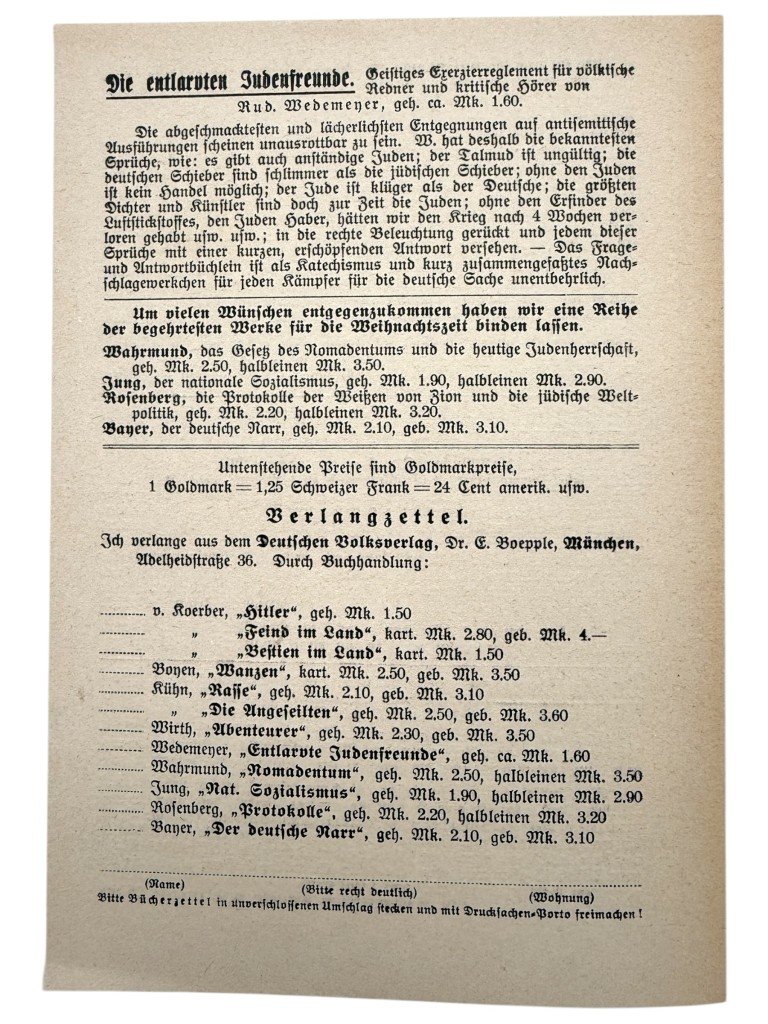 Die entlarvten Judenfreunde. Geistiges Exerzierreglement für völkische
Redner und kritische Hörer von
Rud. Wedemeyer, geh. ca. Mk. 1.60.
Die abgeschmacktesten und lächerlichsten Entgegnungen auf antisemitische
Ausführungen scheinen unausrottbar zu sein. W. hat deshalb die bekanntesten
Sprüche, wie: es gibt auch anständige Juden; der Talmud ist ungültig; die
deutschen Schieber sind schlimmer als die jüdischen Schieber; ohne den Juden
ist kein Handel möglich; der Jude ist klüger als der Deutsche; die größten
Dichter und Künstler sind doch zur Zeit die Juden; ohne den Erfinder des
Luftstickstoffes, den Juden Haber, hätten wir den Krieg nach 4 Wochen ver-
loren gehabt usw. usw.; in die rechte Beleuchtung gerückt und jedem dieser
Sprüche mit einer kurzen, erschöpfenden Antwort versehen. — Das Frage-
und Antwortbüchlein ist als Katechismus und kurz zusammengefaßtes Nach-
schlagewerkchen für jeden Kämpfer für die deutsche Sache unentbehrlich.
Um vielen Wünschen entgegenzukommen haben wir eine Reihe
der begehrtesten Werke für die Weihnachtszeit binden lassen.
Wahrmund, das Gesetz des Nomadentums und die heutige Judenherrschaft,
geh. Mk. 2.50, halbleinen Mk. 3.50.
Jung, der nationale Sozialismus, geh. Mk. 1.90, halbleinen Mk. 2.90.
Rosenberg, die Protokolle der Weißen von Zion und die jüdische Welt-
politik, geh. Mk. 2.20, halbleinen Mk. 3.20.
Bayer, der deutsche Narr, geh. Mk. 2.10, geb. Mk. 3.10.
Untenstehende Preise sind Goldmarkpreise,
1 Goldmark = 1,25 Schweizer Frank = 24 Cent amerik. usw.
Verlangzettel.
Ich verlange aus dem Deutschen Volksverlag, Dr. E. Boepple, München,
Adelheidstraße 36. Durch Buchhandlung:
v. Koerber, „Hitler“, geh. Mk. 1.50
„ „Feind im Land“, kart. Mk. 2.80, geb. Mk. 4.—
„ „Bestien im Land“, kart. Mk. 1.50
Boyen, „Wanzen“, kart. Mk. 2.50, geb. Mk. 3.50
Kühn, „Rasse“, geh. Mk. 2.10, geb. Mk. 3.10
„ „Die Angeseilten“, geh. Mk. 2.50, geb. Mk. 3.60
Wirth, „Abenteurer“, geh. Mk. 2.30, geb. Mk. 3.50
Wedemeyer, „Entlarvte Judenfreunde“, geh. ca. Mk. 1.60
Wahrmund, „Nomadentum“, geh. Mk. 2.50, halbleinen Mk. 3.50
Jung, „Nat. Sozialismus“, geh. Mk. 1.90, halbleinen Mk. 2.90
Rosenberg, „Protokolle“, geh. Mk. 2.20, halbleinen Mk. 3.20
Bayer, „Der deutsche Narr“, geh. Mk. 2.10, geb. Mk. 3.10
(Name) (Bitte recht deutlich) (Wohnung)
Bitte Bücherzettel in unverschlossenen Umschlag stecken und mit Drucksachen-Porto freimachen!